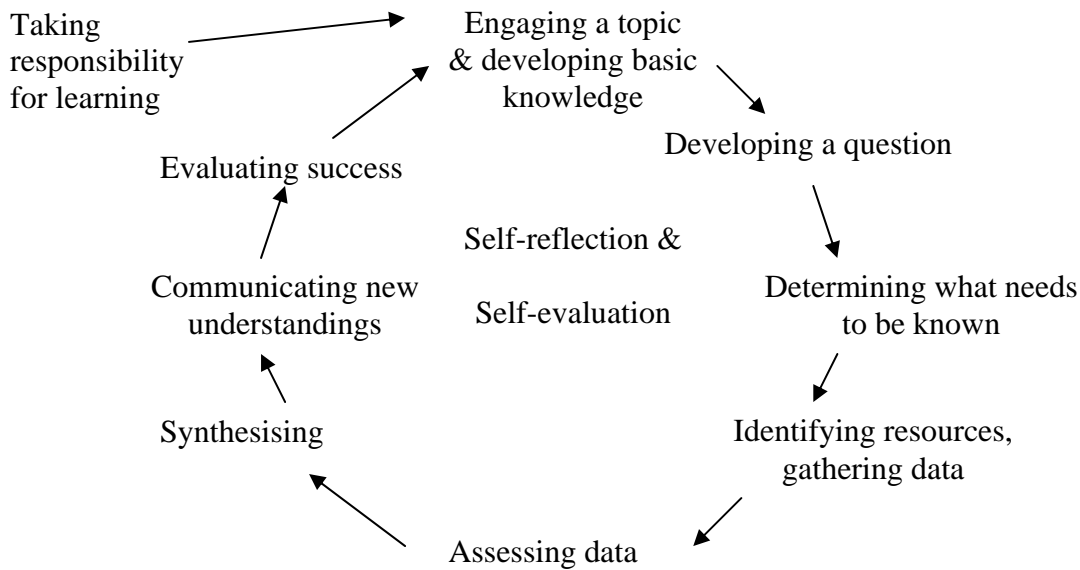 Taking
responsibility
for learning
Engaging a topic
& developing basic
knowledge
Developing a question
Determining what needs
to be known
Identifying resources,
gathering data
Assessing data
Synthesising
Communicating new
understandings
Evaluating success
Self-reflection &
Self-evaluation